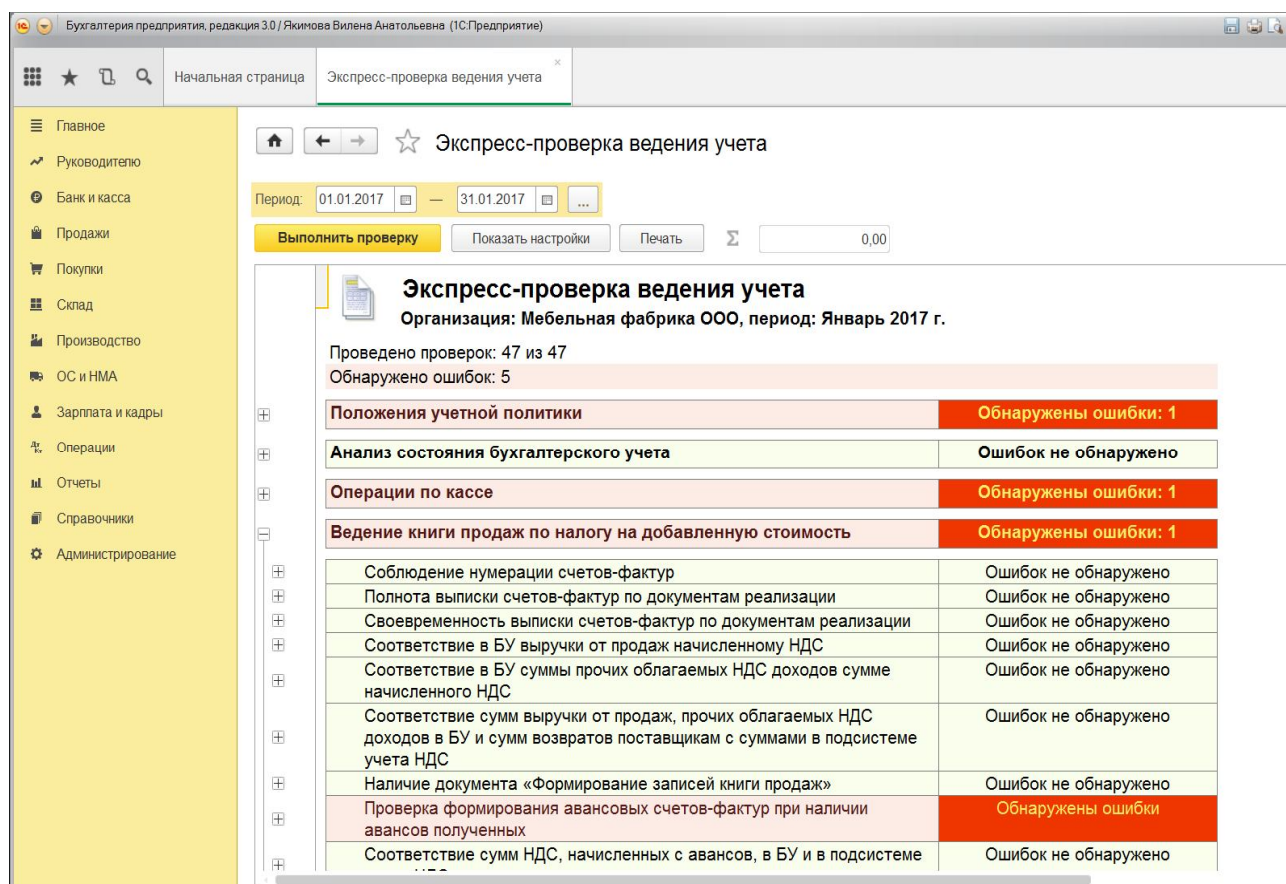 Бухгалтерия предприятия, редакция 3.0 / Якимова Вилена Анатольевна (1С:Предприятие)
Начальная страница
Экспресс-проверка ведения учета
Главное
Руководителю
Банк и касса
Продажи
Покупки
Склад
Производство
ОС и НМА
Зарплата и кадры
Операции
Отчеты
Справочники
Администрирование
Экспресс-проверка ведения учета
Период: 01.01.2017 — 31.01.2017 ...
Выполнить проверку Показать настройки Печать Σ 0,00
Экспресс-проверка ведения учета
Организация: Мебельная фабрика ООО, период: Январь 2017 г.
Проведено проверок: 47 из 47
Обнаружено ошибок: 5
Положения учетной политики Обнаружены ошибки: 1
Анализ состояния бухгалтерского учета Ошибок не обнаружено
Операции по кассе Обнаружены ошибки: 1
Ведение книги продаж по налогу на добавленную стоимость Обнаружены ошибки: 1
Соблюдение нумерации счетов-фактур Ошибок не обнаружено
Полнота выписки счетов-фактур по документам реализации Ошибок не обнаружено
Своевременность выписки счетов-фактур по документам реализации Ошибок не обнаружено
Соответствие в БУ выручки от продаж начисленному НДС Ошибок не обнаружено
Соответствие в БУ суммы прочих облагаемых НДС доходов сумме Ошибок не обнаружено
начисленного НДС
Соответствие сумм выручки от продаж, прочих облагаемых НДС Ошибок не обнаружено
доходов в БУ и сумм возвратов поставщикам с суммами в подсистеме
учета НДС
Наличие документа «Формирование записей книги продаж» Ошибок не обнаружено
Проверка формирования авансовых счетов-фактур при наличии Обнаружены ошибки
авансов полученных
Соответствие сумм НДС, начисленных с авансов, в БУ и в подсистеме Ошибок не обнаружено